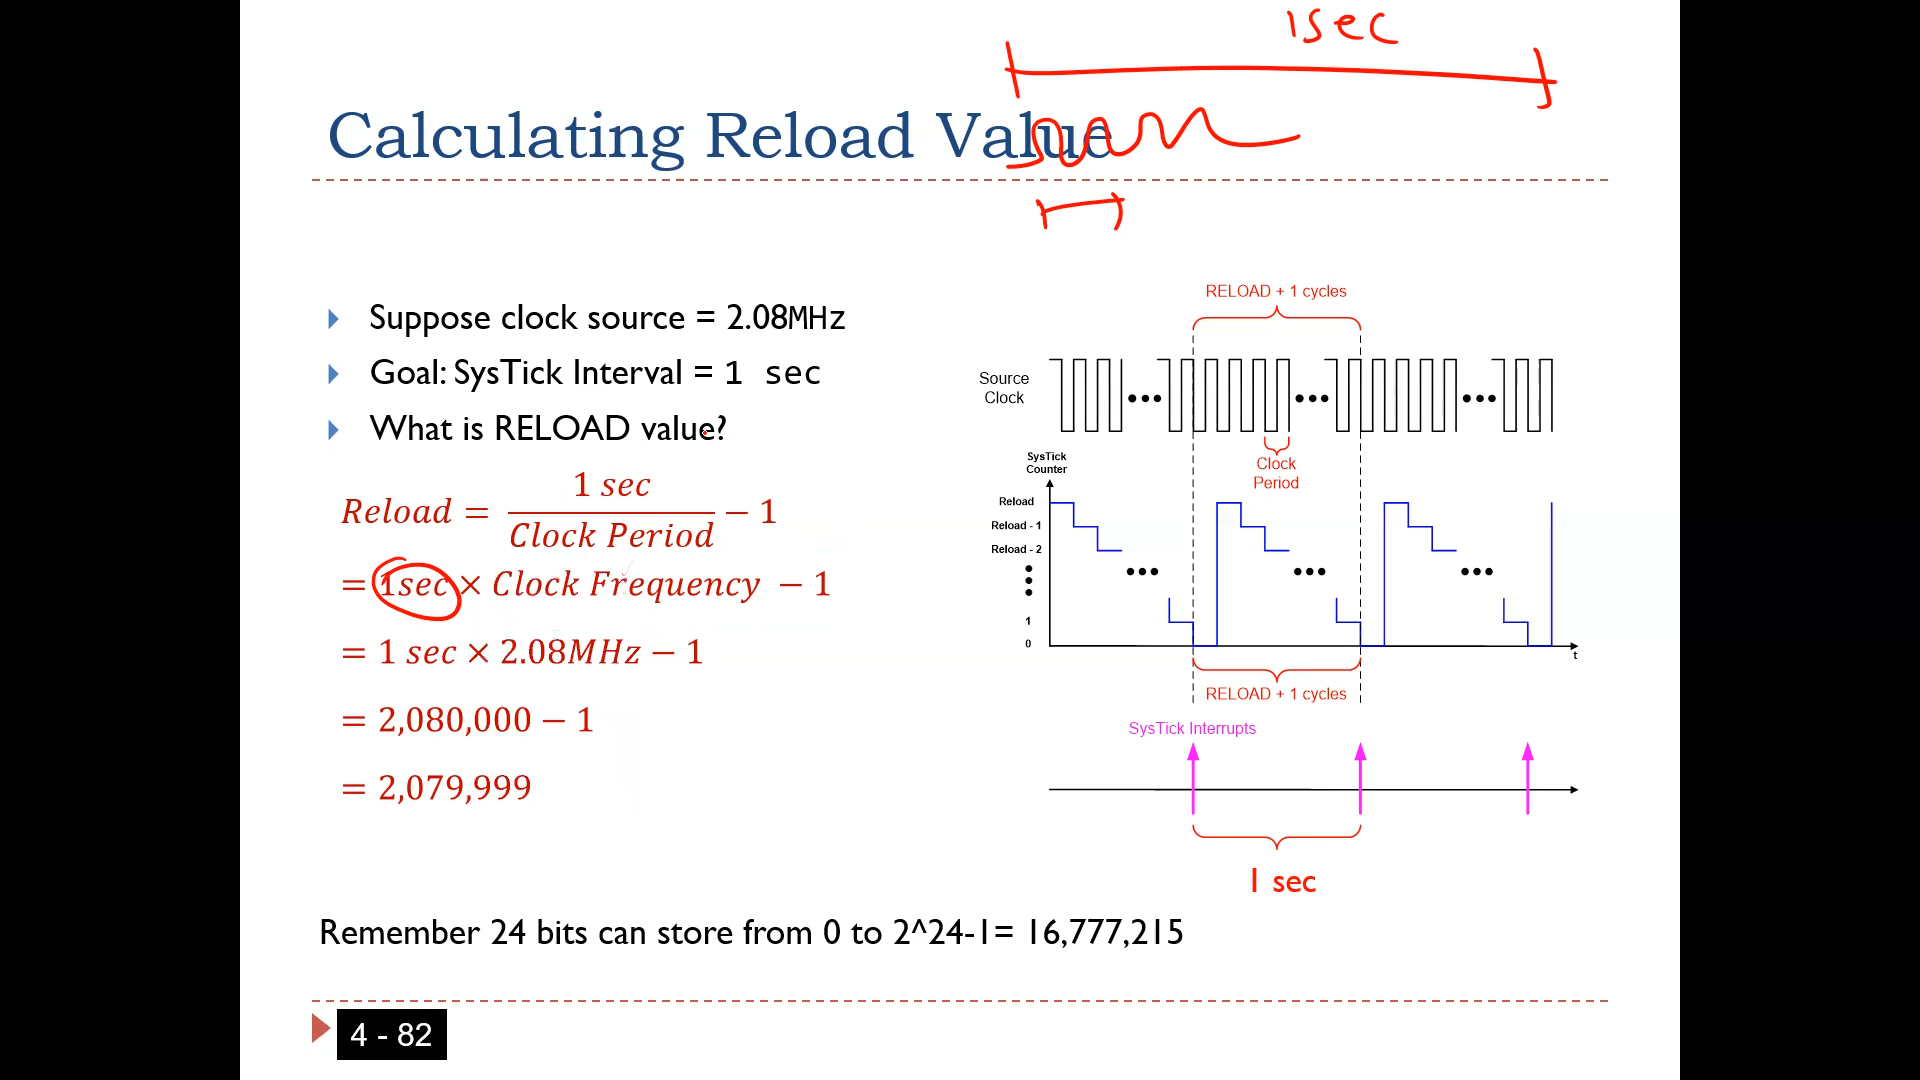 1sec
Calculating Reload Value
Suppose clock source = 2.08MHz
Goal: SysTick Interval = 1 sec
What is RELOAD value?
Reload = 1 sec / Clock Period − 1
= 1sec × Clock Frequency − 1
= 1 sec × 2.08MHz − 1
= 2,080,000 − 1
= 2,079,999
RELOAD + 1 cycles
Source
Clock
Clock
Period
SysTick
Counter
Reload
Reload - 1
Reload - 2
1
0
t
RELOAD + 1 cycles
SysTick Interrupts
1 sec
Remember 24 bits can store from 0 to 2^24-1= 16,777,215
4 - 82